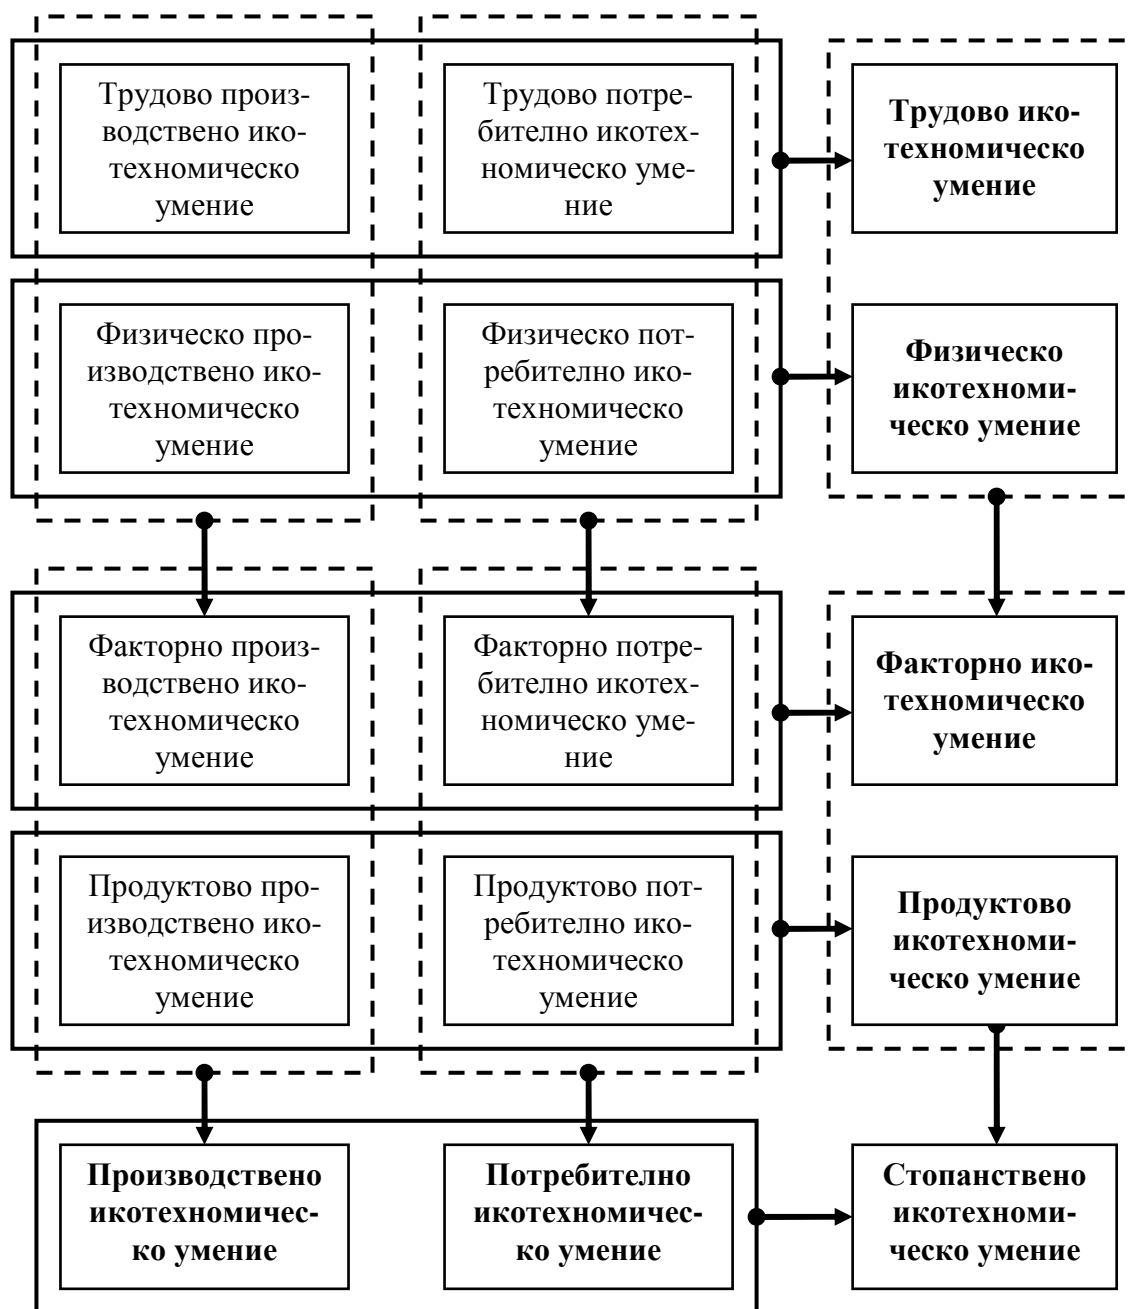 Трудово произ-
водствено ико-
техномическо
умение
Трудово потре-
бително икотех-
номическо уме-
ние
Трудово ико-
техномическо
умение
Физическо про-
изводствено ико-
техномическо
умение
Физическо пот-
ребително ико-
техномическо
умение
Физическо
икотехноми-
ческо умение
Факторно произ-
водствено ико-
техномическо
умение
Факторно потре-
бително икотех-
номическо уме-
ние
Факторно ико-
техномическо
умение
Продуктово про-
изводствено ико-
техномическо
умение
Продуктово пот-
ребително ико-
техномическо
умение
Продуктово
икотехноми-
ческо умение
Производствено
икотехномичес-
ко умение
Потребително
икотехномичес-
ко умение
Стопанствено
икотехноми-
ческо умение